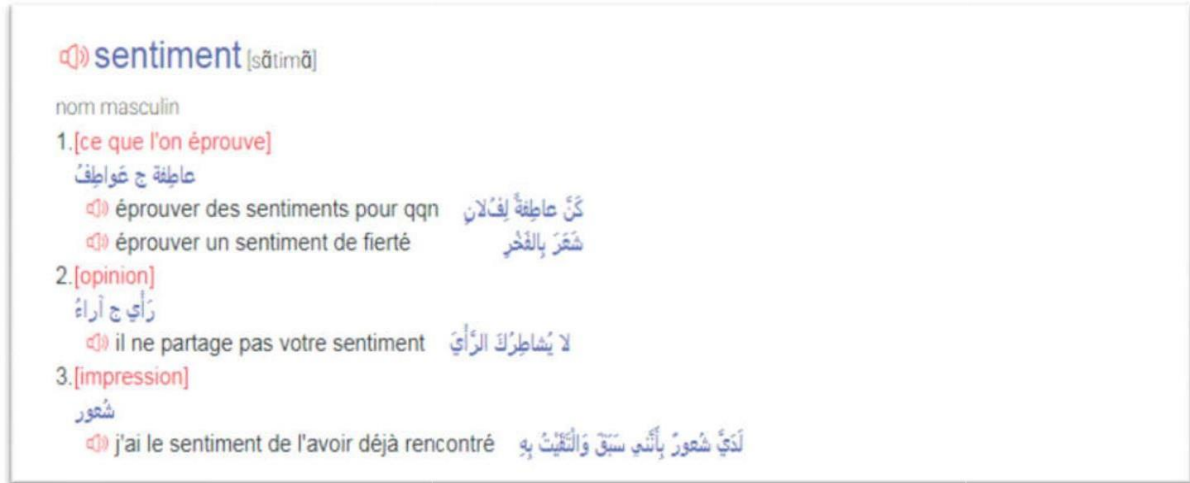 sentiment [sãtimã]
nom masculin
1.[ce que l'on éprouve]
عاطِفة ج عَواطِفُ
éprouver des sentiments pour qqn كَنَّ عاطِفةً لِفُلانٍ
éprouver un sentiment de fierté شَعَرَ بِالفَخْرِ
2.[opinion]
رَأْي ج آراءُ
il ne partage pas votre sentiment لا يُشاطِرُكَ الرَّأْيَ
3.[impression]
شُعور
j'ai le sentiment de l'avoir déjà rencontré لَدَيَّ شُعورٌ بِأَنَّني سَبَقَ وَالْتَقَيْتُ بِهِ